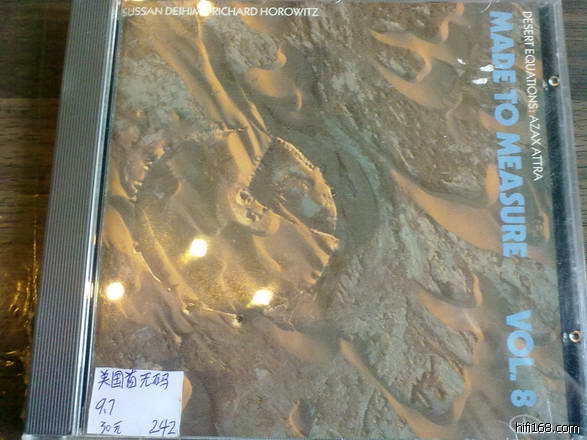 SUSSAN DEIHIM RICHARD HOROWITZ
DESERT EQUATIONS: AZAX ATTRA
MADE TO MEASURE VOL. 8
美国首无码
9.7
30元 242
hifi168.com